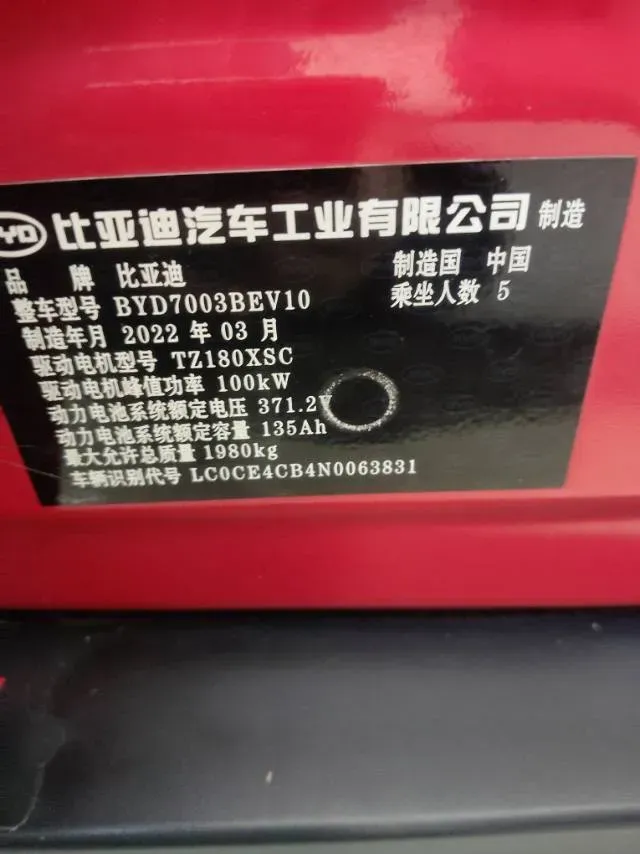 比亚迪汽车工业有限公司 制造
品 牌 比亚迪
制造国 中国
整车型号 BYD7003BEV10
乘坐人数 5
制造年月 2022 年 03 月
驱动电机型号 TZ180XSC
驱动电机峰值功率 100kW
动力电池系统额定电压 371.2V
动力电池系统额定容量 135Ah
最大允许总质量 1980kg
车辆识别代号 LC0CE4CB4N0063831